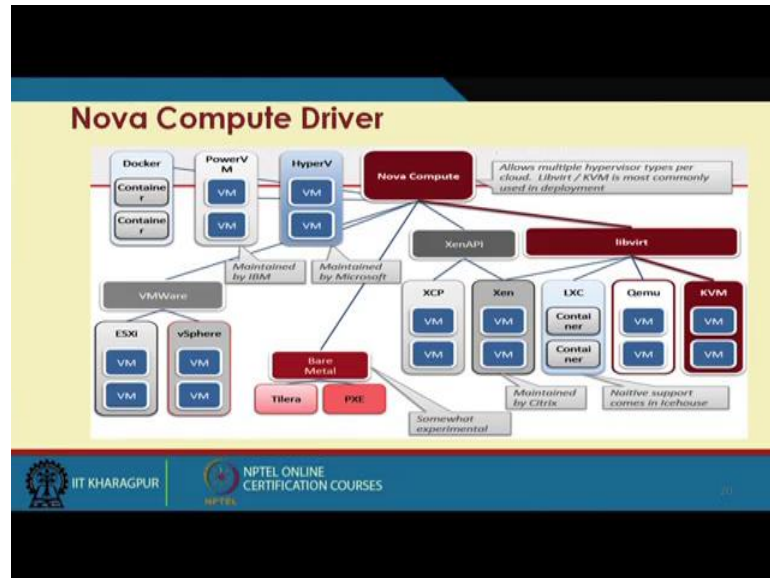 Nova Compute Driver
Docker
Containe
r
Containe
r
PowerV
M
VM
VM
HyperV
VM
VM
Nova Compute
Allows multiple hypervisor types per
cloud. Libvirt / KVM is most commonly
used in deployment
Maintained
by IBM
Maintained
by Microsoft
XenAPI
libvirt
VMWare
ESXi
VM
VM
vSphere
VM
VM
Bare
Metal
Tilera
PXE
Somewhat
experimental
XCP
VM
VM
Xen
VM
VM
LXC
Contai
ner
Contai
ner
Qemu
VM
VM
KVM
VM
VM
Maintained
by Citrix
Naitive support
comes in Icehouse
IIT KHARAGPUR
NPTEL
NPTEL ONLINE
CERTIFICATION COURSES
20